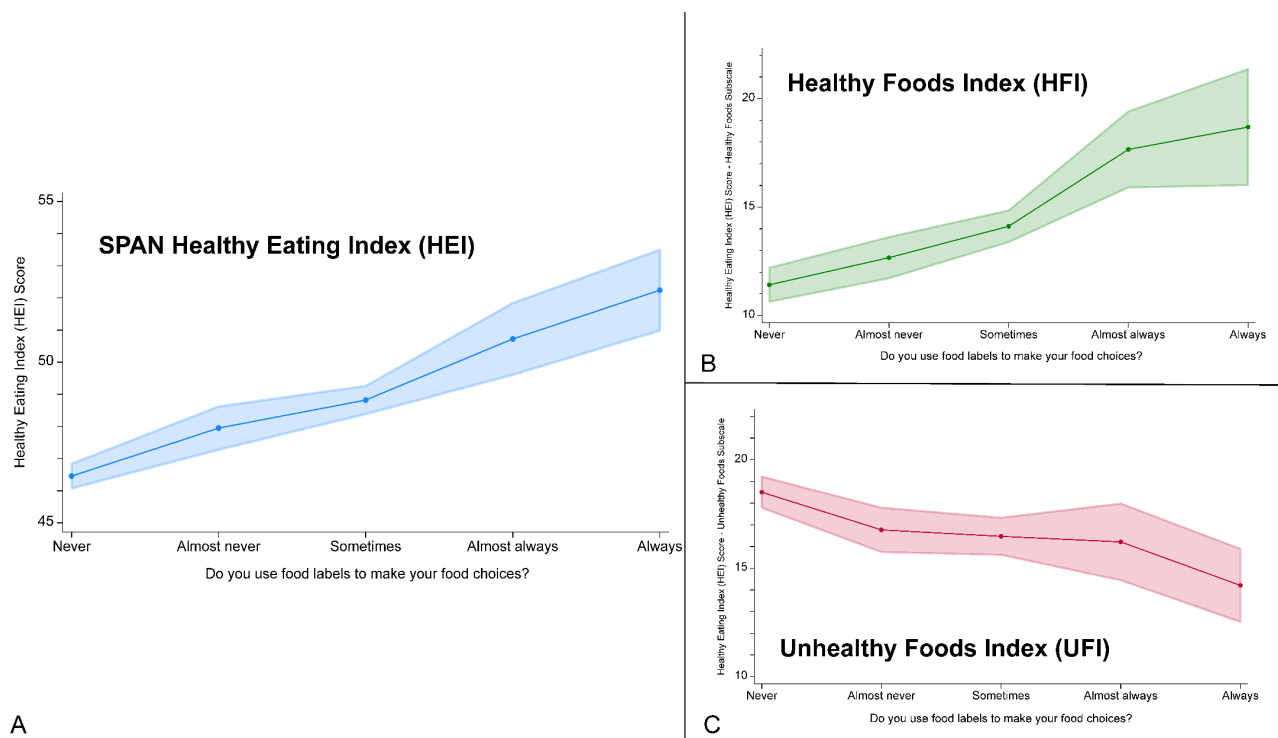 SPAN Healthy Eating Index (HEI)
Healthy Eating Index (HEI) Score
55
50
45
Never Almost never Sometimes Almost always Always
Do you use food labels to make your food choices?
A
Healthy Foods Index (HFI)
Healthy Eating Index (HEI) Score - Healthy Foods Subscale
20
15
10
Never Almost never Sometimes Almost always Always
Do you use food labels to make your food choices?
B
Healthy Eating Index (HEI) Score - Unhealthy Foods Subscale
20
15
10
Unhealthy Foods Index (UFI)
Never Almost never Sometimes Almost always Always
Do you use food labels to make your food choices?
C